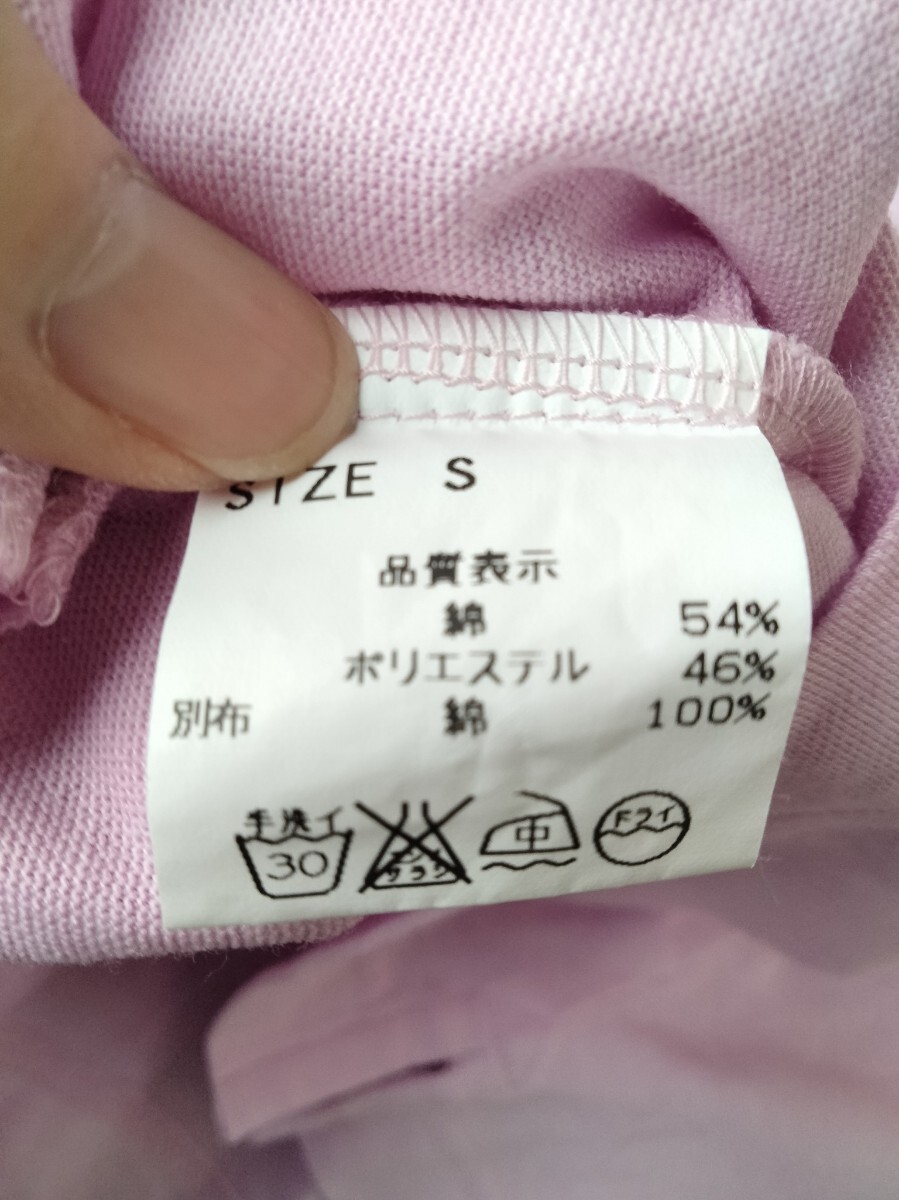 SIZE S
品質表示
綿 54%
ポリエステル 46%
別布 綿 100%
手洗イ 30 エンソ サラシ 中 ドライ